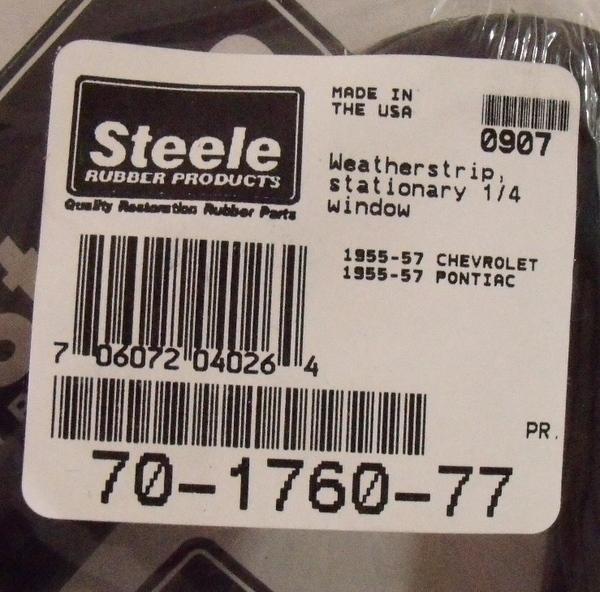 Steele
RUBBER PRODUCTS
Quality Restoration Rubber Parts
MADE IN
THE USA
0907
Weatherstrip,
stationary 1/4
window
1955-57 CHEVROLET
1955-57 PONTIAC
7 06072 04026 4
PR.
70-1760-77